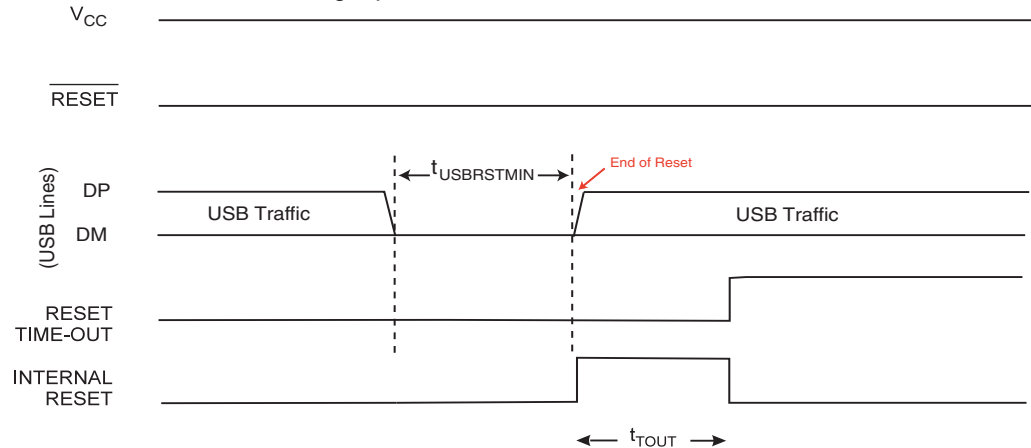 VCC
RESET
(USB Lines)
DP
DM
USB Traffic
tUSBRSTMIN
End of Reset
USB Traffic
RESET
TIME-OUT
INTERNAL
RESET
tTOUT